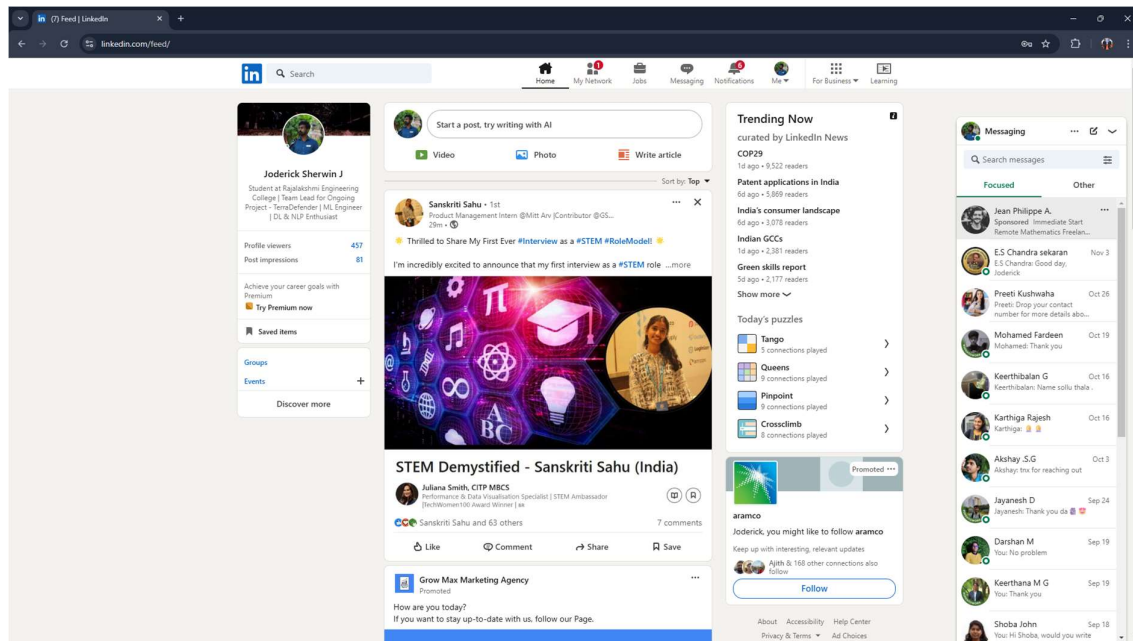 (7) Feed | LinkedIn
linkedin.com/feed/
in
Search
Home
My Network
1
Jobs
Messaging
Notifications
6
Me
For Business
Learning
Joderick Sherwin J
Student at Rajalakshmi Engineering
College | Team Lead for Ongoing
Project - TerraDefender | ML Engineer
| DL & NLP Enthusiast
Profile viewers 457
Post impressions 81
Achieve your career goals with
Premium
Try Premium now
Saved items
Groups
Events +
Discover more
Start a post, try writing with AI
Video
Photo
Write article
Sort by: Top
Sanskriti Sahu • 1st
Product Management Intern @Mitt Arv |Contributor @GS...
29m •
Thrilled to Share My First Ever #Interview as a #STEM #RoleModel!
I'm incredibly excited to announce that my first interview as a #STEM role ...more
π
@
∞
ABC
STEM Demystified - Sanskriti Sahu (India)
Juliana Smith, CITP MBCS
Performance & Data Visualisation Specialist | STEM Ambassador
|TechWomen100 Award Winner |
Sanskriti Sahu and 63 others 7 comments
Like
Comment
Share
Save
Grow Max Marketing Agency
Promoted
How are you today?
If you want to stay up-to-date with us, follow our Page.
Trending Now
curated by LinkedIn News
COP29
1d ago • 9,522 readers
Patent applications in India
6d ago • 5,869 readers
India's consumer landscape
6d ago • 3,078 readers
Indian GCCs
1d ago • 2,381 readers
Green skills report
5d ago • 2,177 readers
Show more
Today's puzzles
Tango
5 connections played
Queens
9 connections played
Pinpoint
9 connections played
Crossclimb
8 connections played
Promoted
aramco
Joderick, you might like to follow aramco
Keep up with interesting, relevant updates
Ajith & 168 other connections also
follow
Follow
About Accessibility Help Center
Privacy & Terms Ad Choices
Messaging
Search messages
Focused
Other
Jean Philippe A.
Sponsored Immediate Start
Remote Mathematics Freelan...
E.S Chandra sekaran Nov 3
E.S Chandra: Good day,
Joderick
Preeti Kushwaha Oct 26
Preeti: Drop your contact
number for more details abo...
Mohamed Fardeen Oct 19
Mohamed: Thank you
Keerthibalan G Oct 16
Keerthibalan: Name sollu thala .
Karthiga Rajesh Oct 16
Karthiga:
Akshay .S.G Oct 3
Akshay: tnx for reaching out
Jayanesh D Sep 24
Jayanesh: Thank you da
Darshan M Sep 19
You: No problem
Keerthana M G Sep 19
You: Thank you
Shoba John Sep 18
You: Hi Shoba, would you write